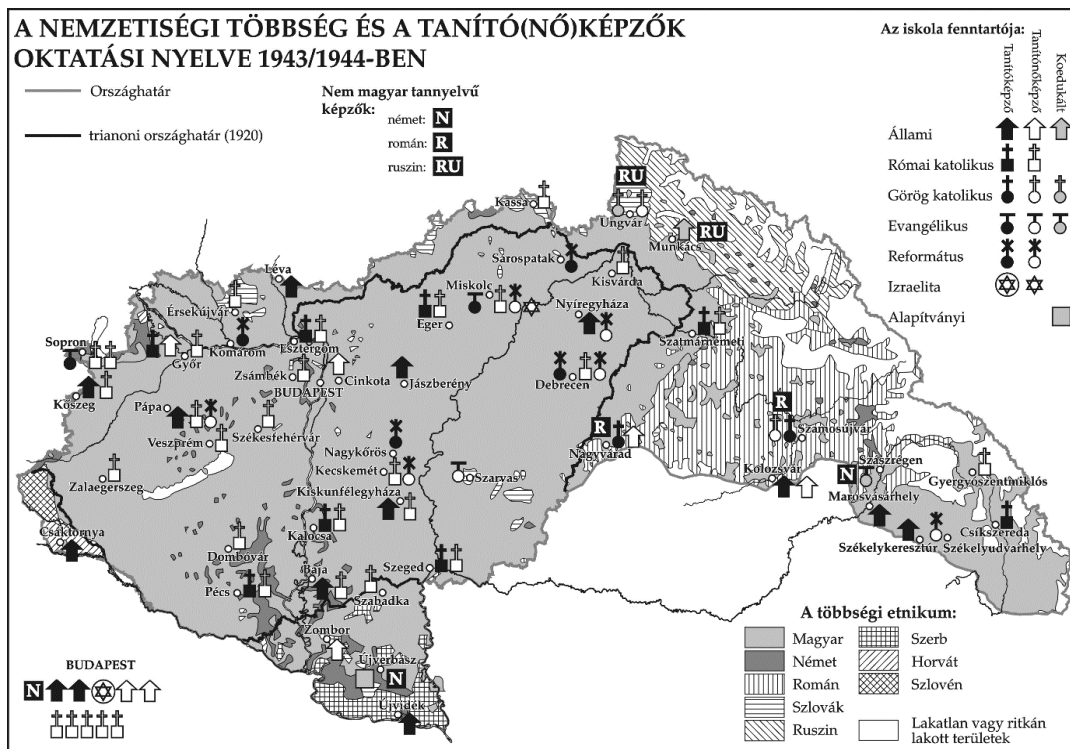 A NEMZETISÉGI TÖBBSÉG ÉS A TANÍTÓ(NŐ)KÉPZŐK
OKTATÁSI NYELVE 1943/1944-BEN
Országhatár
trianoni országhatár (1920)
Nem magyar tannyelvű
képzők:
német: N
román: R
ruszin: RU
Az iskola fenntartója:
Tanítóképző
Tanítónőképző
Koedukált
Állami
Római katolikus
Görög katolikus
Evangélikus
Református
Izraelita
Alapítványi
RU
Kassa
Ungvár
RU
Munkács
Sárospatak
Kisvárda
Léva
Miskolc
Nyíregyháza
Érsekújvár
Eger
Szatmárnémeti
Sopron
Komárom
Esztergom
Győr
Zsámbék
Cinkota
Jászberény
Debrecen
BUDAPEST
Kőszeg
Pápa
R
Székesfehérvár
R
Veszprém
Nagykőrös
Nagyvárad
Szamosújvár
Kecskemét
Szarvas
Kolozsvár
N
Szászrégen
Zalaegerszeg
Kiskunfélegyháza
Gyergyószentmiklós
Marosvásárhely
Csáktornya
Kalocsa
Csíkszereda
Székelykeresztúr
Székelyudvarhely
Dombóvár
Szeged
Baja
Pécs
Szabadka
Zombor
Újverbász
N
Újvidék
BUDAPEST
N
A többségi etnikum:
Magyar
Német
Román
Szlovák
Ruszin
Szerb
Horvát
Szlovén
Lakatlan vagy ritkán
lakott területek